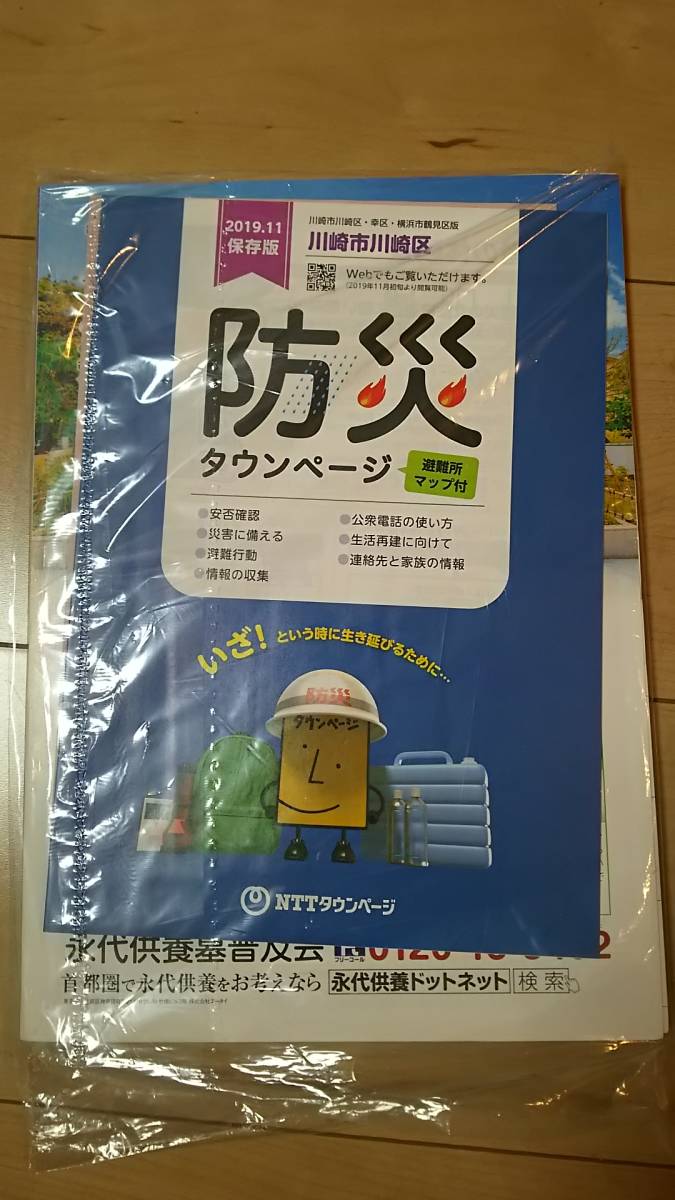 2019.11
保存版
川崎市川崎区・幸区・横浜市鶴見区版
川崎市川崎区
Webでもご覧いただけます。
(2019年11月初旬より閲覧可能)
防災
タウンページ
避難所
マップ付
●安否確認
●災害に備える
●避難行動
●情報の収集
●公衆電話の使い方
●生活再建に向けて
●連絡先と家族の情報
いざ!という時に生き延びるために…
防災
タウンページ
NTTタウンページ
永代供養墓普及会
フリーコール
0120
首都圏で永代供養をお考えなら 永代供養ドットネット 検索